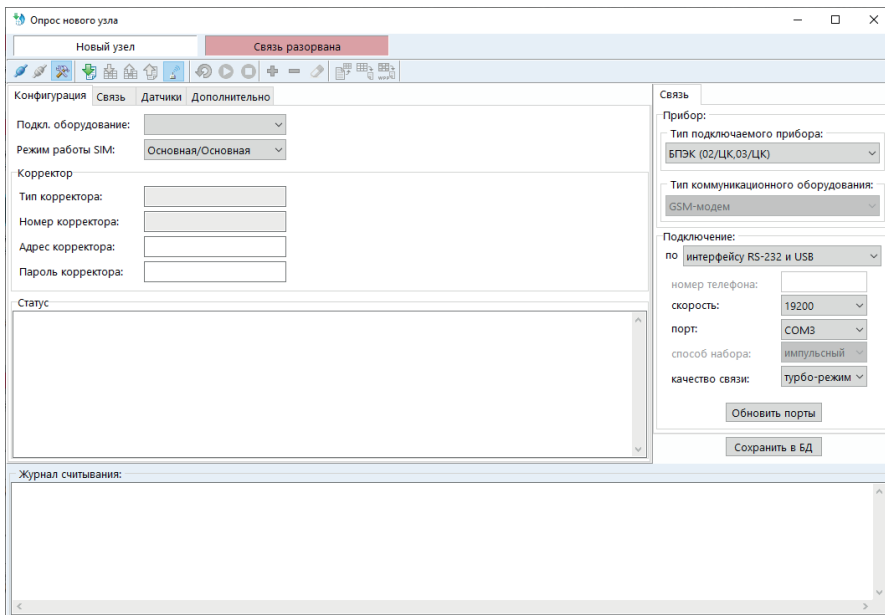 Опрос нового узла
Новый узел
Связь разорвана
Конфигурация Связь Датчики Дополнительно
Подкл. оборудование:
Режим работы SIM: Основная/Основная
Корректор
Тип корректора:
Номер корректора:
Адрес корректора:
Пароль корректора:
Статус
Связь
Прибор:
Тип подключаемого прибора:
БПЭК (02/ЦК,03/ЦК)
Тип коммуникационного оборудования:
GSM-модем
Подключение:
по интерфейсу RS-232 и USB
номер телефона:
скорость: 19200
порт: COM3
способ набора: импульсный
качество связи: турбо-режим
Обновить порты
Сохранить в БД
Журнал считывания: